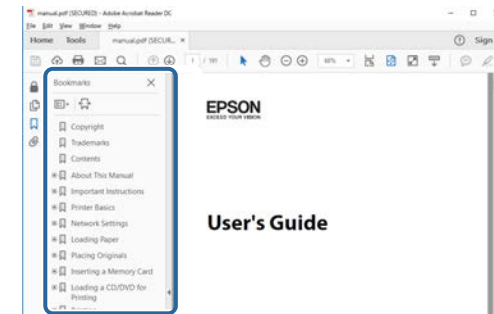 manual.pdf (SECURED) - Adobe Acrobat Reader DC
File Edit View Window Help
Home Tools manual.pdf (SECUR... × Sign
1 / 191
Bookmarks
Copyright
Trademarks
Contents
About This Manual
Important Instructions
Printer Basics
Network Settings
Loading Paper
Placing Originals
Inserting a Memory Card
Loading a CD/DVD for
Printing
EPSON
EXCEED YOUR VISION
User's Guide